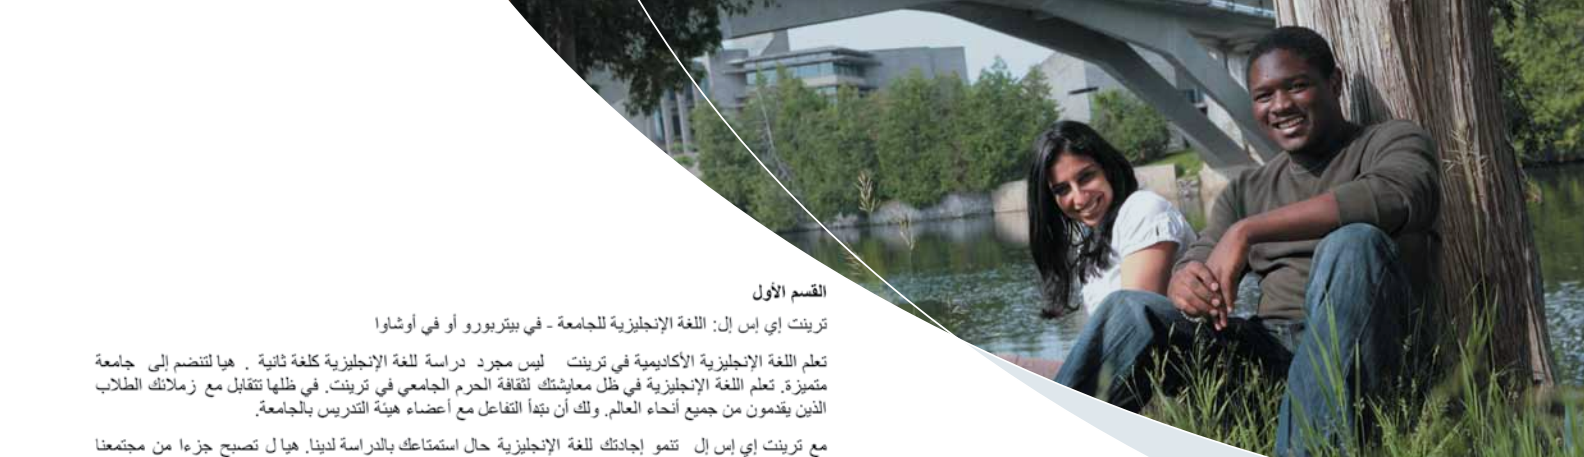 القسم الأول
ترينت إي إس إل: اللغة الإنجليزية للجامعة - في بيتربورو أو في أوشاوا
تعلم اللغة الإنجليزية الأكاديمية في ترينت ليس مجرد دراسة للغة الإنجليزية كلغة ثانية . هيا لتنضم إلى جامعة
متميزة. تعلم اللغة الإنجليزية في ظل معايشتك لثقافة الحرم الجامعي في ترينت. في ظلها تتقابل مع زملائك الطلاب
الذين يقدمون من جميع أنحاء العالم. ولك أن تبدأ التفاعل مع أعضاء هيئة التدريس بالجامعة.
مع ترينت إي إس إل تنمو إجادتك للغة الإنجليزية حال استمتاعك بالدراسة لدينا. هيا ل تصبح جزءا من مجتمعنا